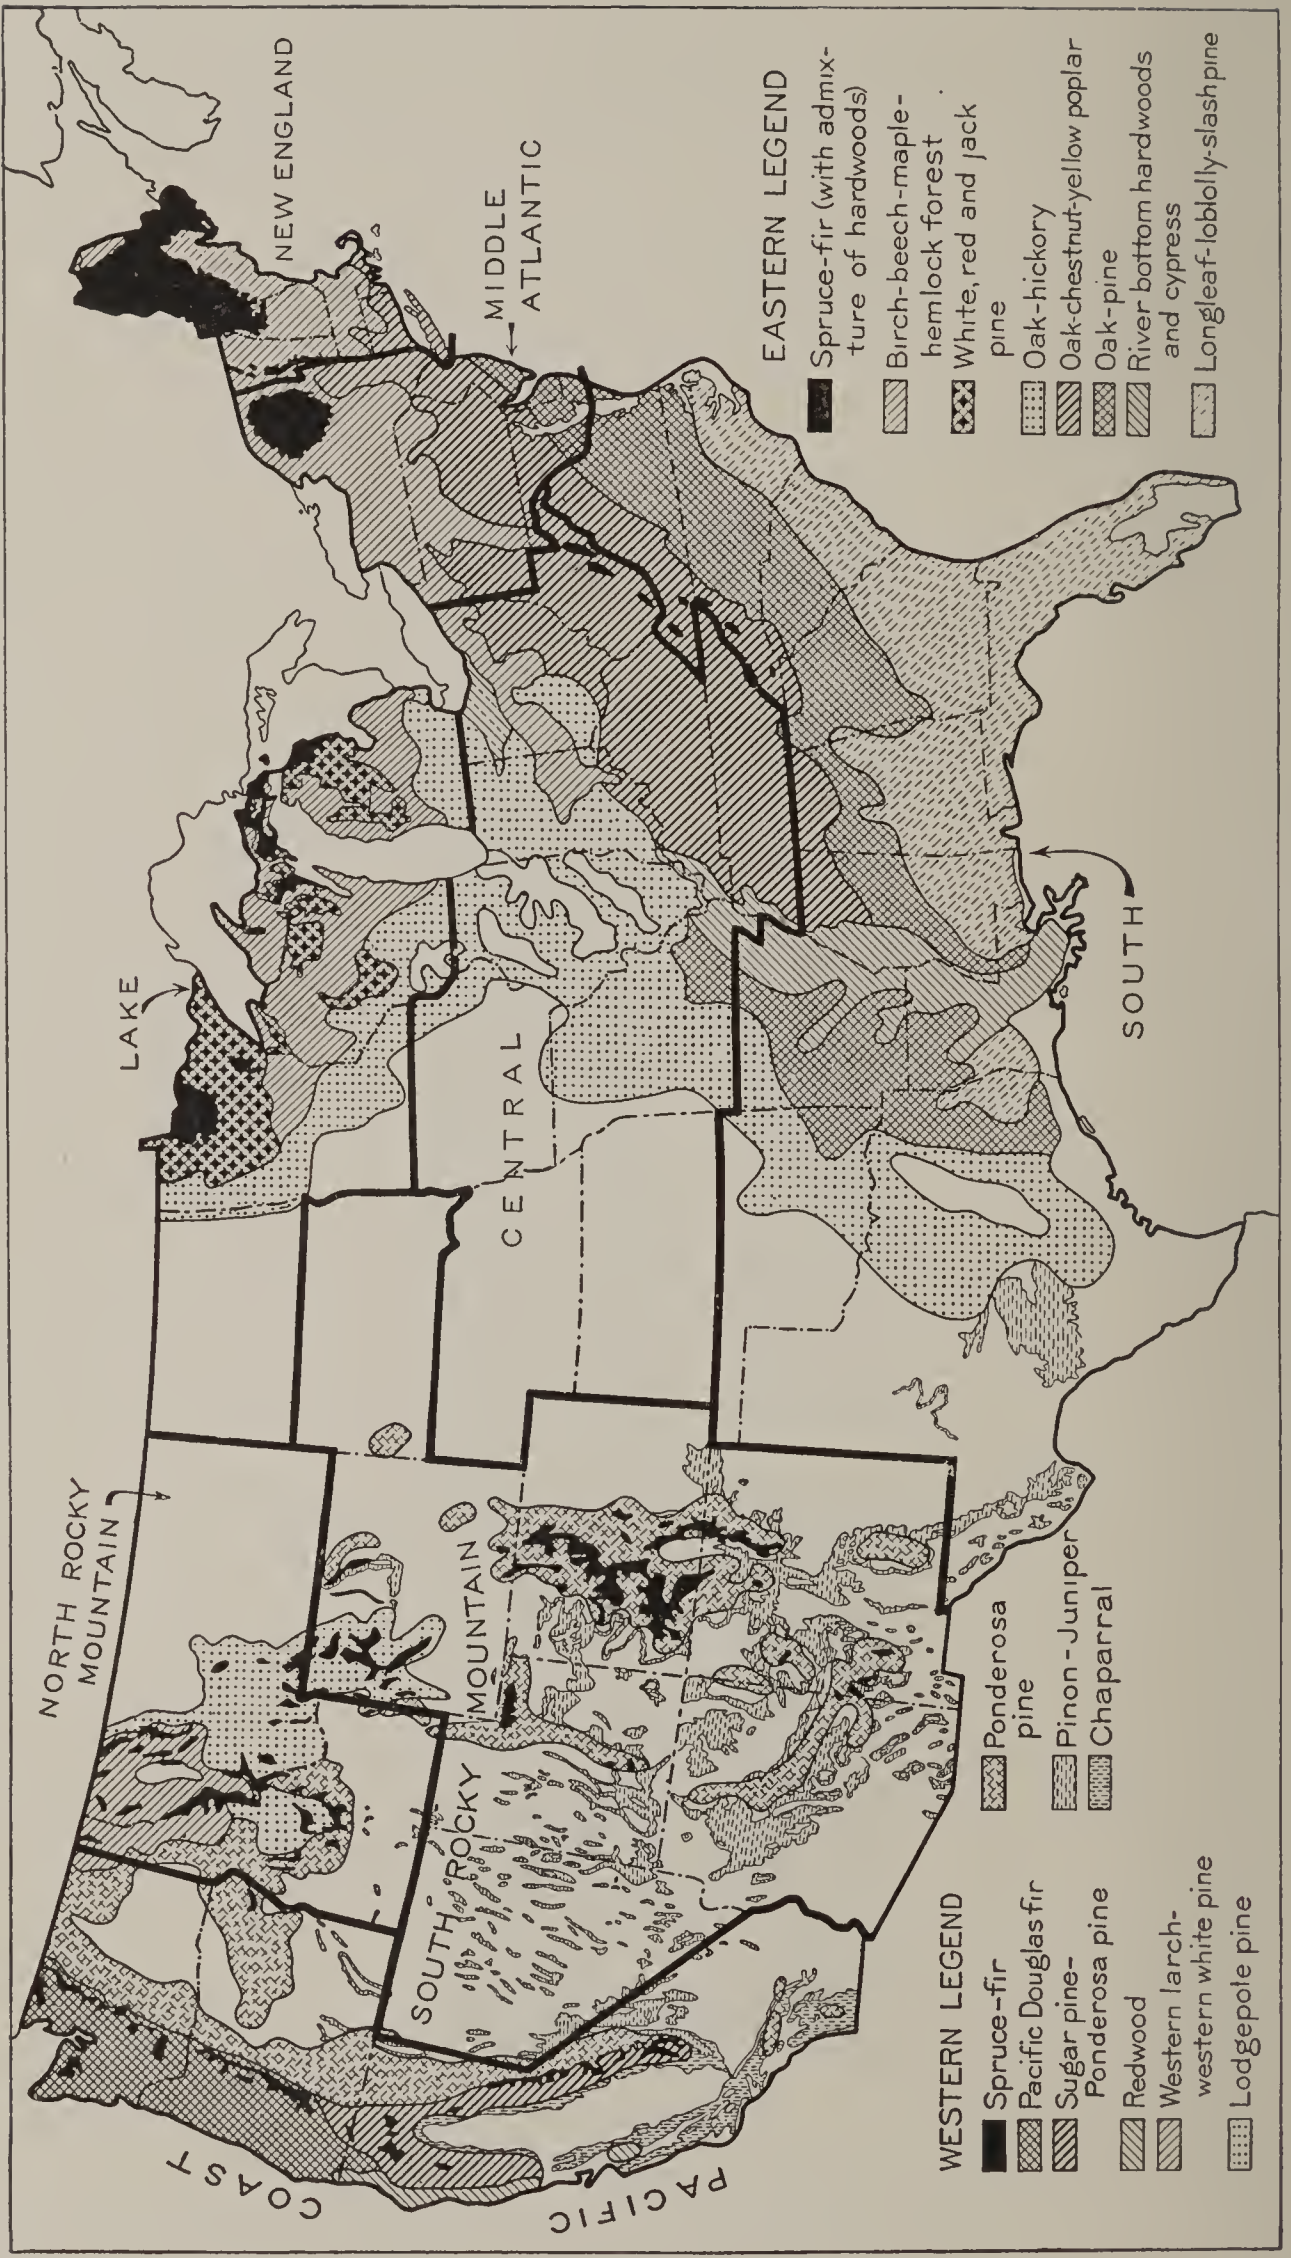 NORTH ROCKY
MOUNTAIN
LAKE
NEW ENGLAND
MIDDLE
ATLANTIC
PACIFIC
COAST
SOUTH ROCKY
MOUNTAIN
CENTRAL
SOUTH
WESTERN LEGEND
Spruce-fir
Pacific Douglas fir
Sugar pine-
Ponderosa pine
Redwood
Western larch-
western white pine
Lodgepole pine
Ponderosa
pine
Pinon-Juniper
Chaparral
EASTERN LEGEND
Spruce-fir (with admix-
ture of hardwoods)
Birch-beech-maple-
hemlock forest
White, red and jack
pine
Oak-hickory
Oak-chestnut-yellow poplar
Oak-pine
River bottom hardwoods
and cypress
Longleaf-loblolly-slash pine